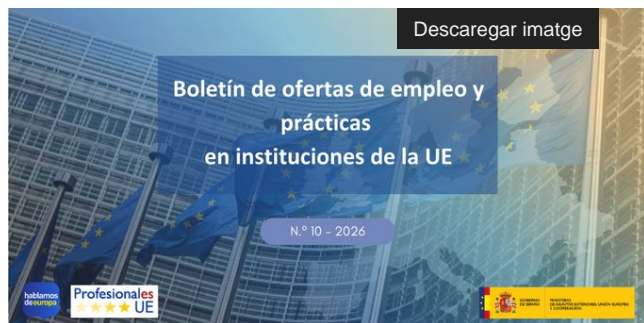 Descaregar imatge
Boletín de ofertas de empleo y
prácticas
en instituciones de la UE
N.º 10 - 2026
hablamos
deeuropa
Profesionales
UE
GOBIERNO
DE ESPAÑA
MINISTERIO
DE ASUNTOS EXTERIORES, UNIÓN EUROPEA
Y COOPERACIÓN